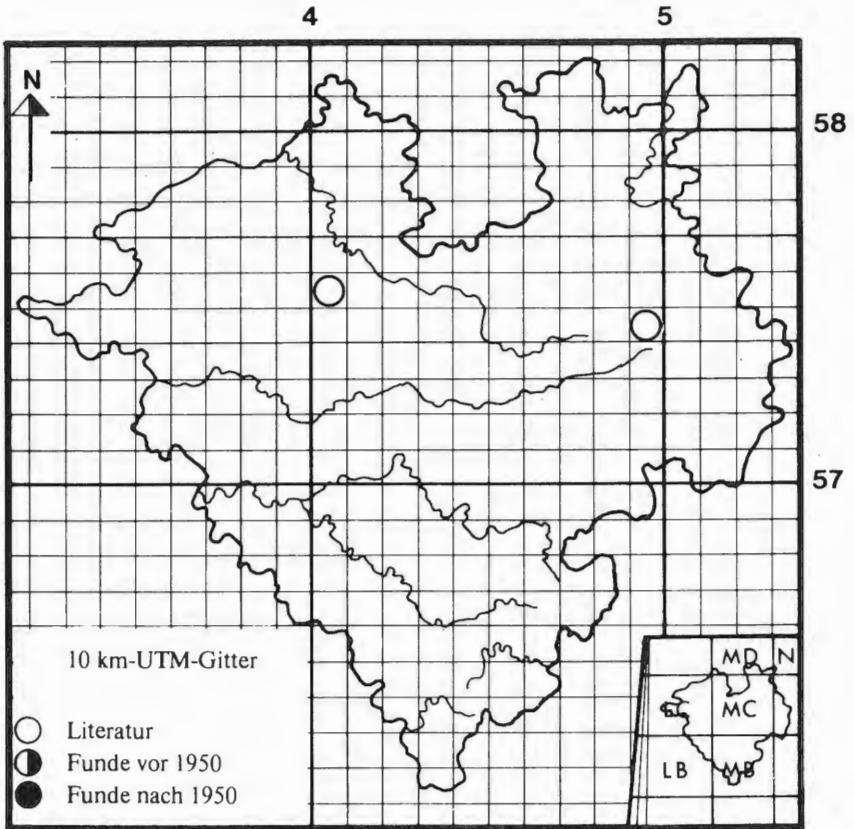 4 5
N
58
57
10 km-UTM-Gitter
Literatur
Funde vor 1950
Funde nach 1950
MD N
MC
LB MB